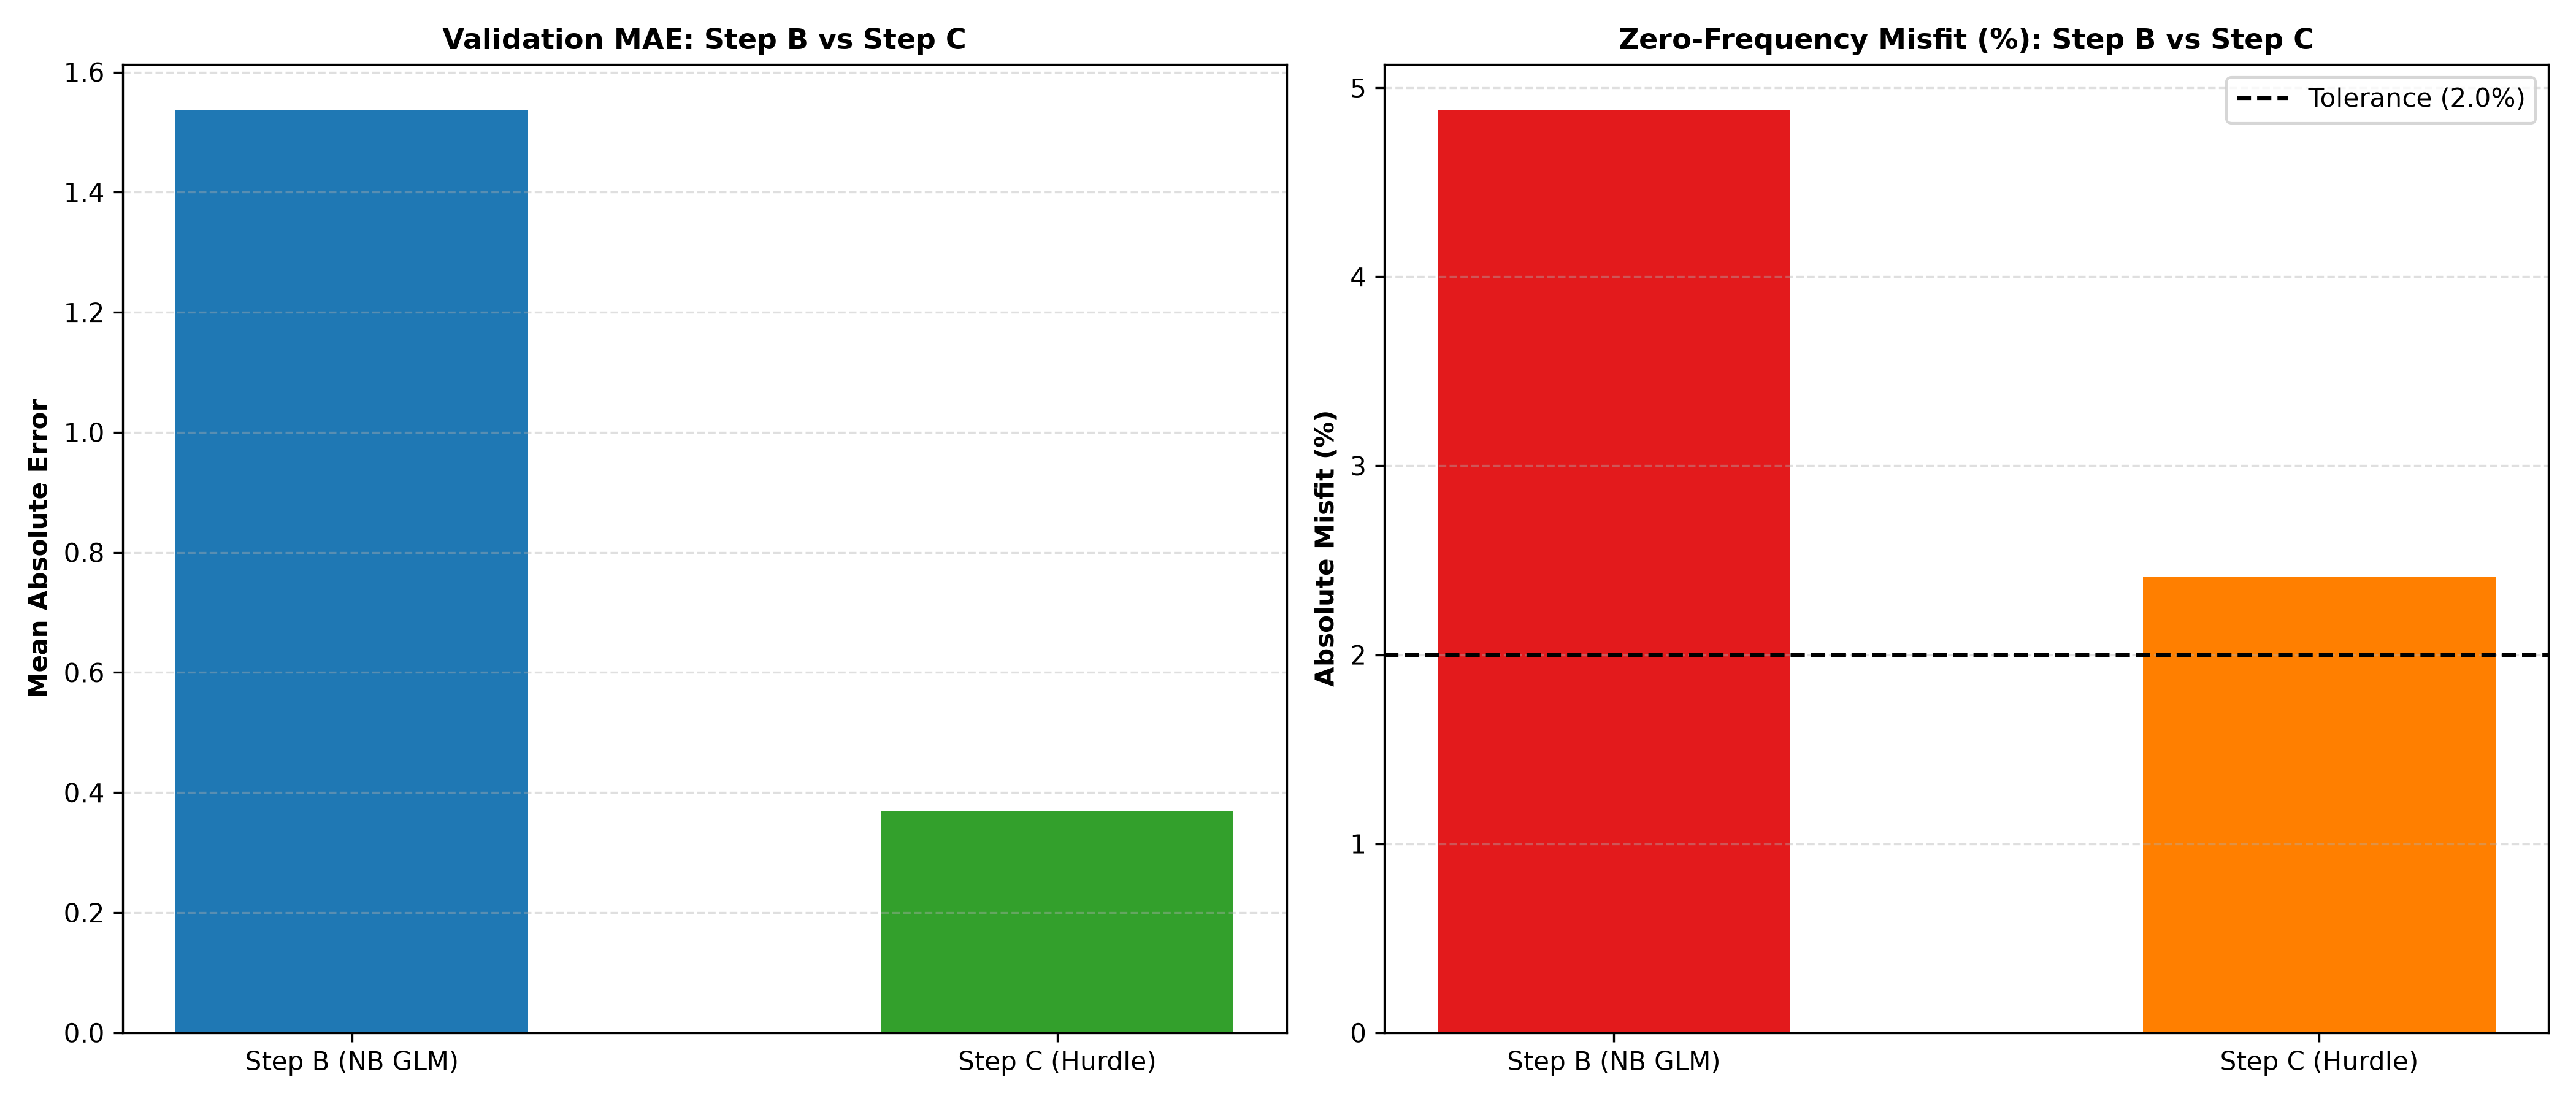 Validation MAE: Step B vs Step C
Mean Absolute Error
1.6
1.4
1.2
1.0
0.8
0.6
0.4
0.2
0.0
Step B (NB GLM)
Step C (Hurdle)
Zero-Frequency Misfit (%): Step B vs Step C
Tolerance (2.0%)
Absolute Misfit (%)
5
4
3
2
1
0
Step B (NB GLM)
Step C (Hurdle)